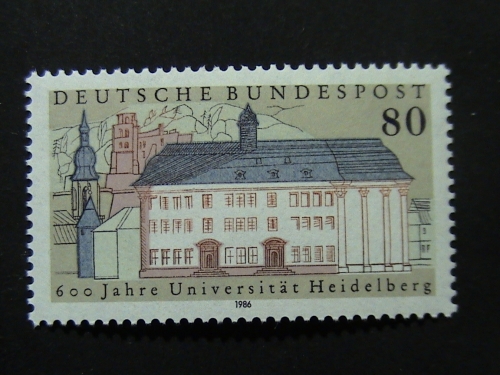 DEUTSCHE BUNDESPOST
80
600 Jahre Universität Heidelberg
1986